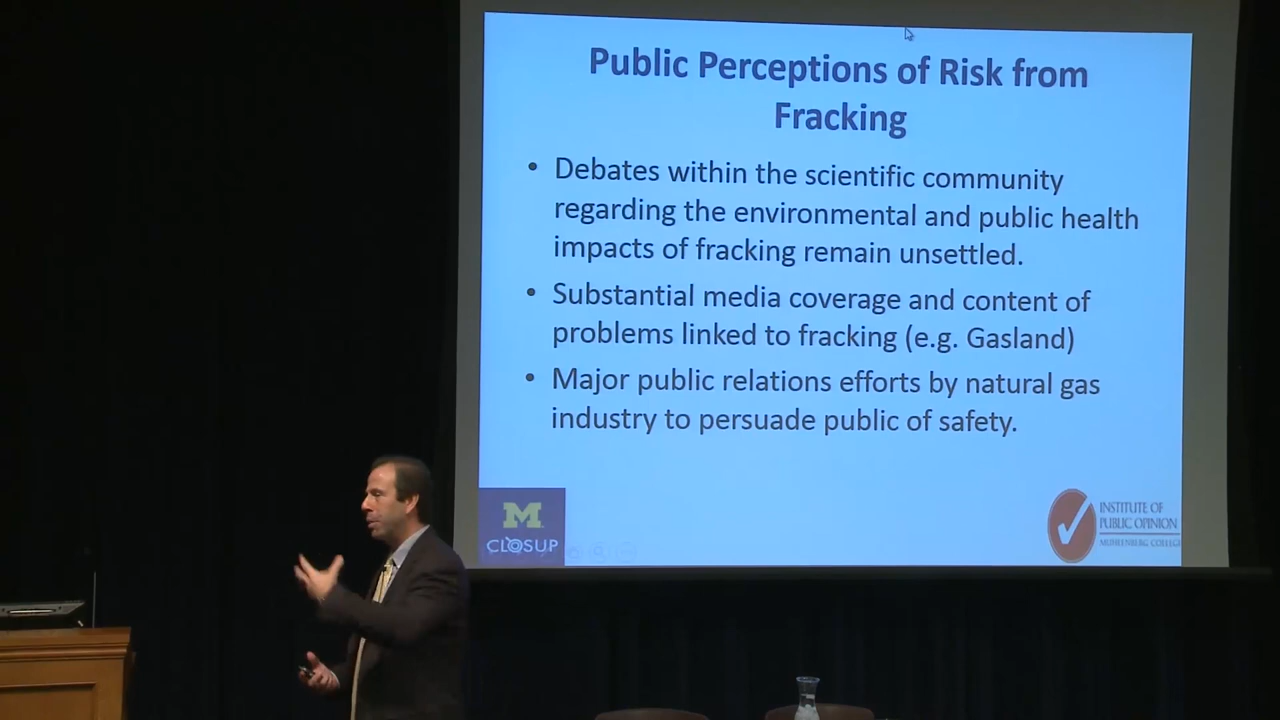 Public Perceptions of Risk from
Fracking
• Debates within the scientific community
regarding the environmental and public health
impacts of fracking remain unsettled.
• Substantial media coverage and content of
problems linked to fracking (e.g. Gasland)
• Major public relations efforts by natural gas
industry to persuade public of safety.
M
CLOSUP
INSTITUTE OF
PUBLIC OPINION
MUHLENBERG COLLEGE